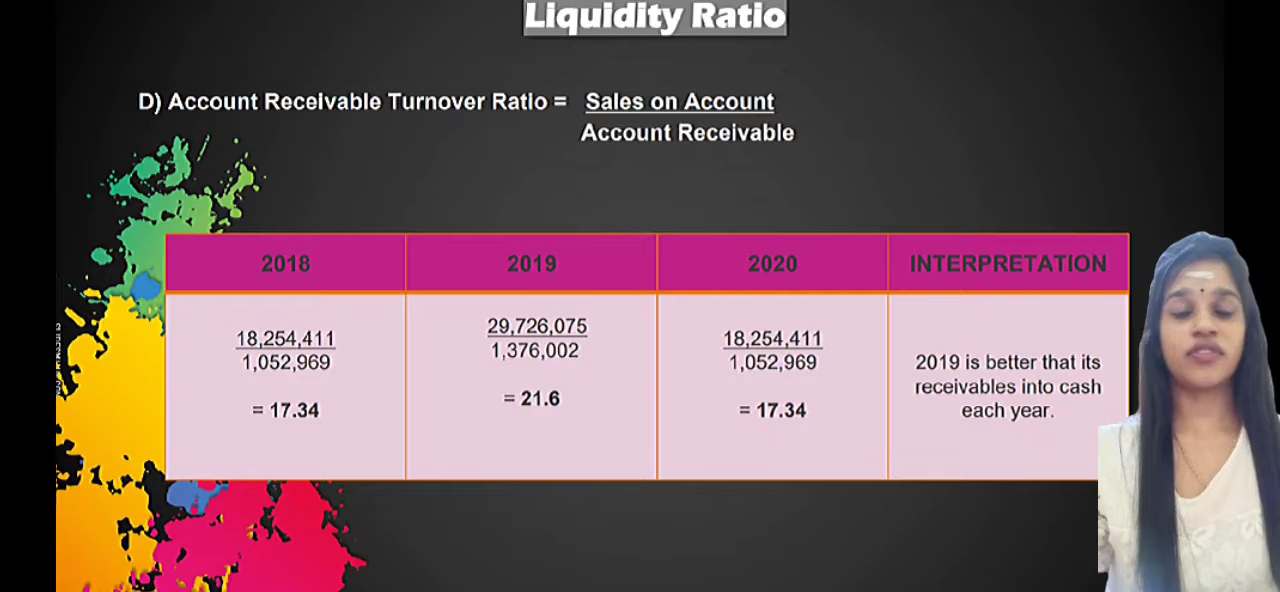 Liquidity Ratio
D) Account Receivable Turnover Ratio = Sales on Account
Account Receivable
2018 2019 2020 INTERPRETATION
18,254,411
1,052,969
= 17.34
29,726,075
1,376,002
= 21.6
18,254,411
1,052,969
= 17.34
2019 is better that its
receivables into cash
each year.